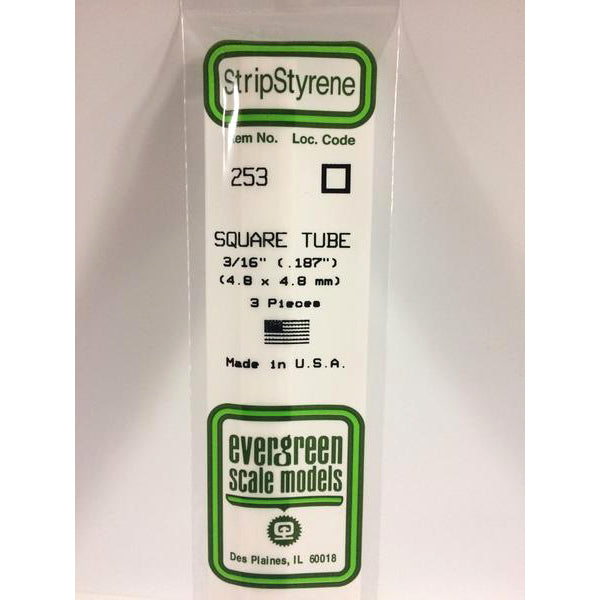 StripStyrene
Item No. Loc. Code
253
SQUARE TUBE
3/16" (.187")
(4.8 x 4.8 mm)
3 Pieces
Made in U.S.A.
evergreen
scale models
Des Plaines, IL 60018